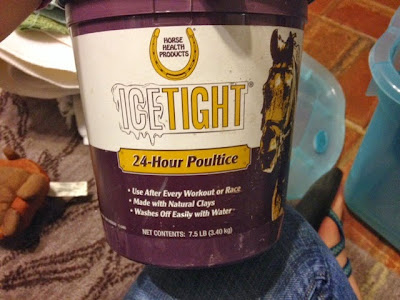 HORSE
HEALTH
PRODUCTS
ICETIGHT
24-Hour Poultice
• Use After Every Workout or Race
• Made with Natural Clays
• Washes Off Easily with Water
NET CONTENTS: 7.5 LB (3.40 kg)